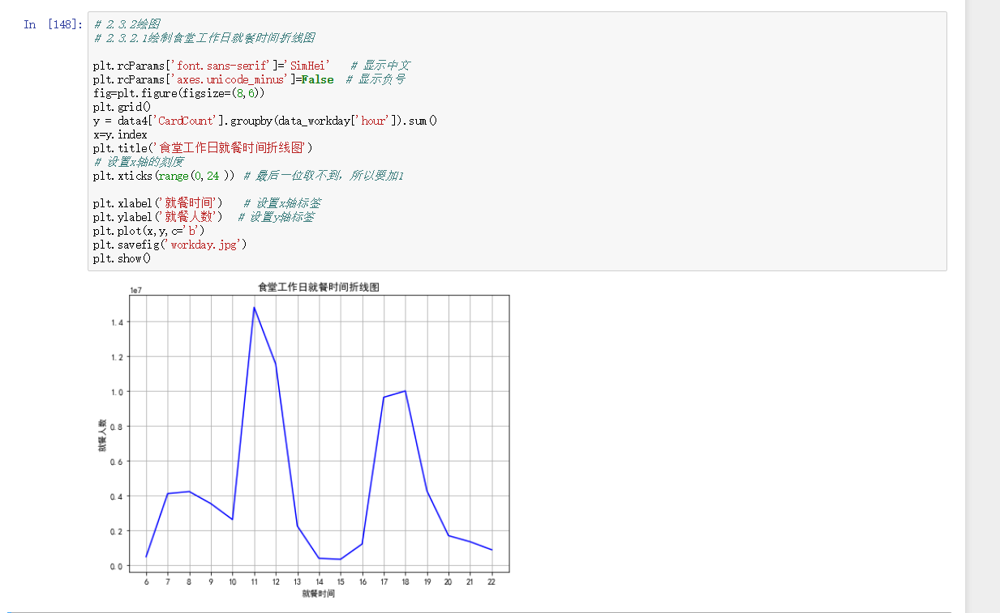 In [148]:
# 2.3.2绘图
# 2.3.2.1绘制食堂工作日就餐时间折线图
plt.rcParams['font.sans-serif']='SimHei'   # 显示中文
plt.rcParams['axes.unicode_minus']=False  # 显示负号
fig=plt.figure(figsize=(8,6))
plt.grid()
y = data4['CardCount'].groupby(data_workday['hour']).sum()
x=y.index
plt.title('食堂工作日就餐时间折线图')
# 设置x轴的刻度
plt.xticks(range(0,24 )) # 最后一位取不到，所以要加1
plt.xlabel('就餐时间')   # 设置x轴标签
plt.ylabel('就餐人数')  # 设置y轴标签
plt.plot(x,y,c='b')
plt.savefig('workday.jpg')
plt.show()
食堂工作日就餐时间折线图
1e7
1.4
1.2
1.0
0.8
0.6
0.4
0.2
0.0
就餐人数
6 7 8 9 10 11 12 13 14 15 16 17 18 19 20 21 22
就餐时间